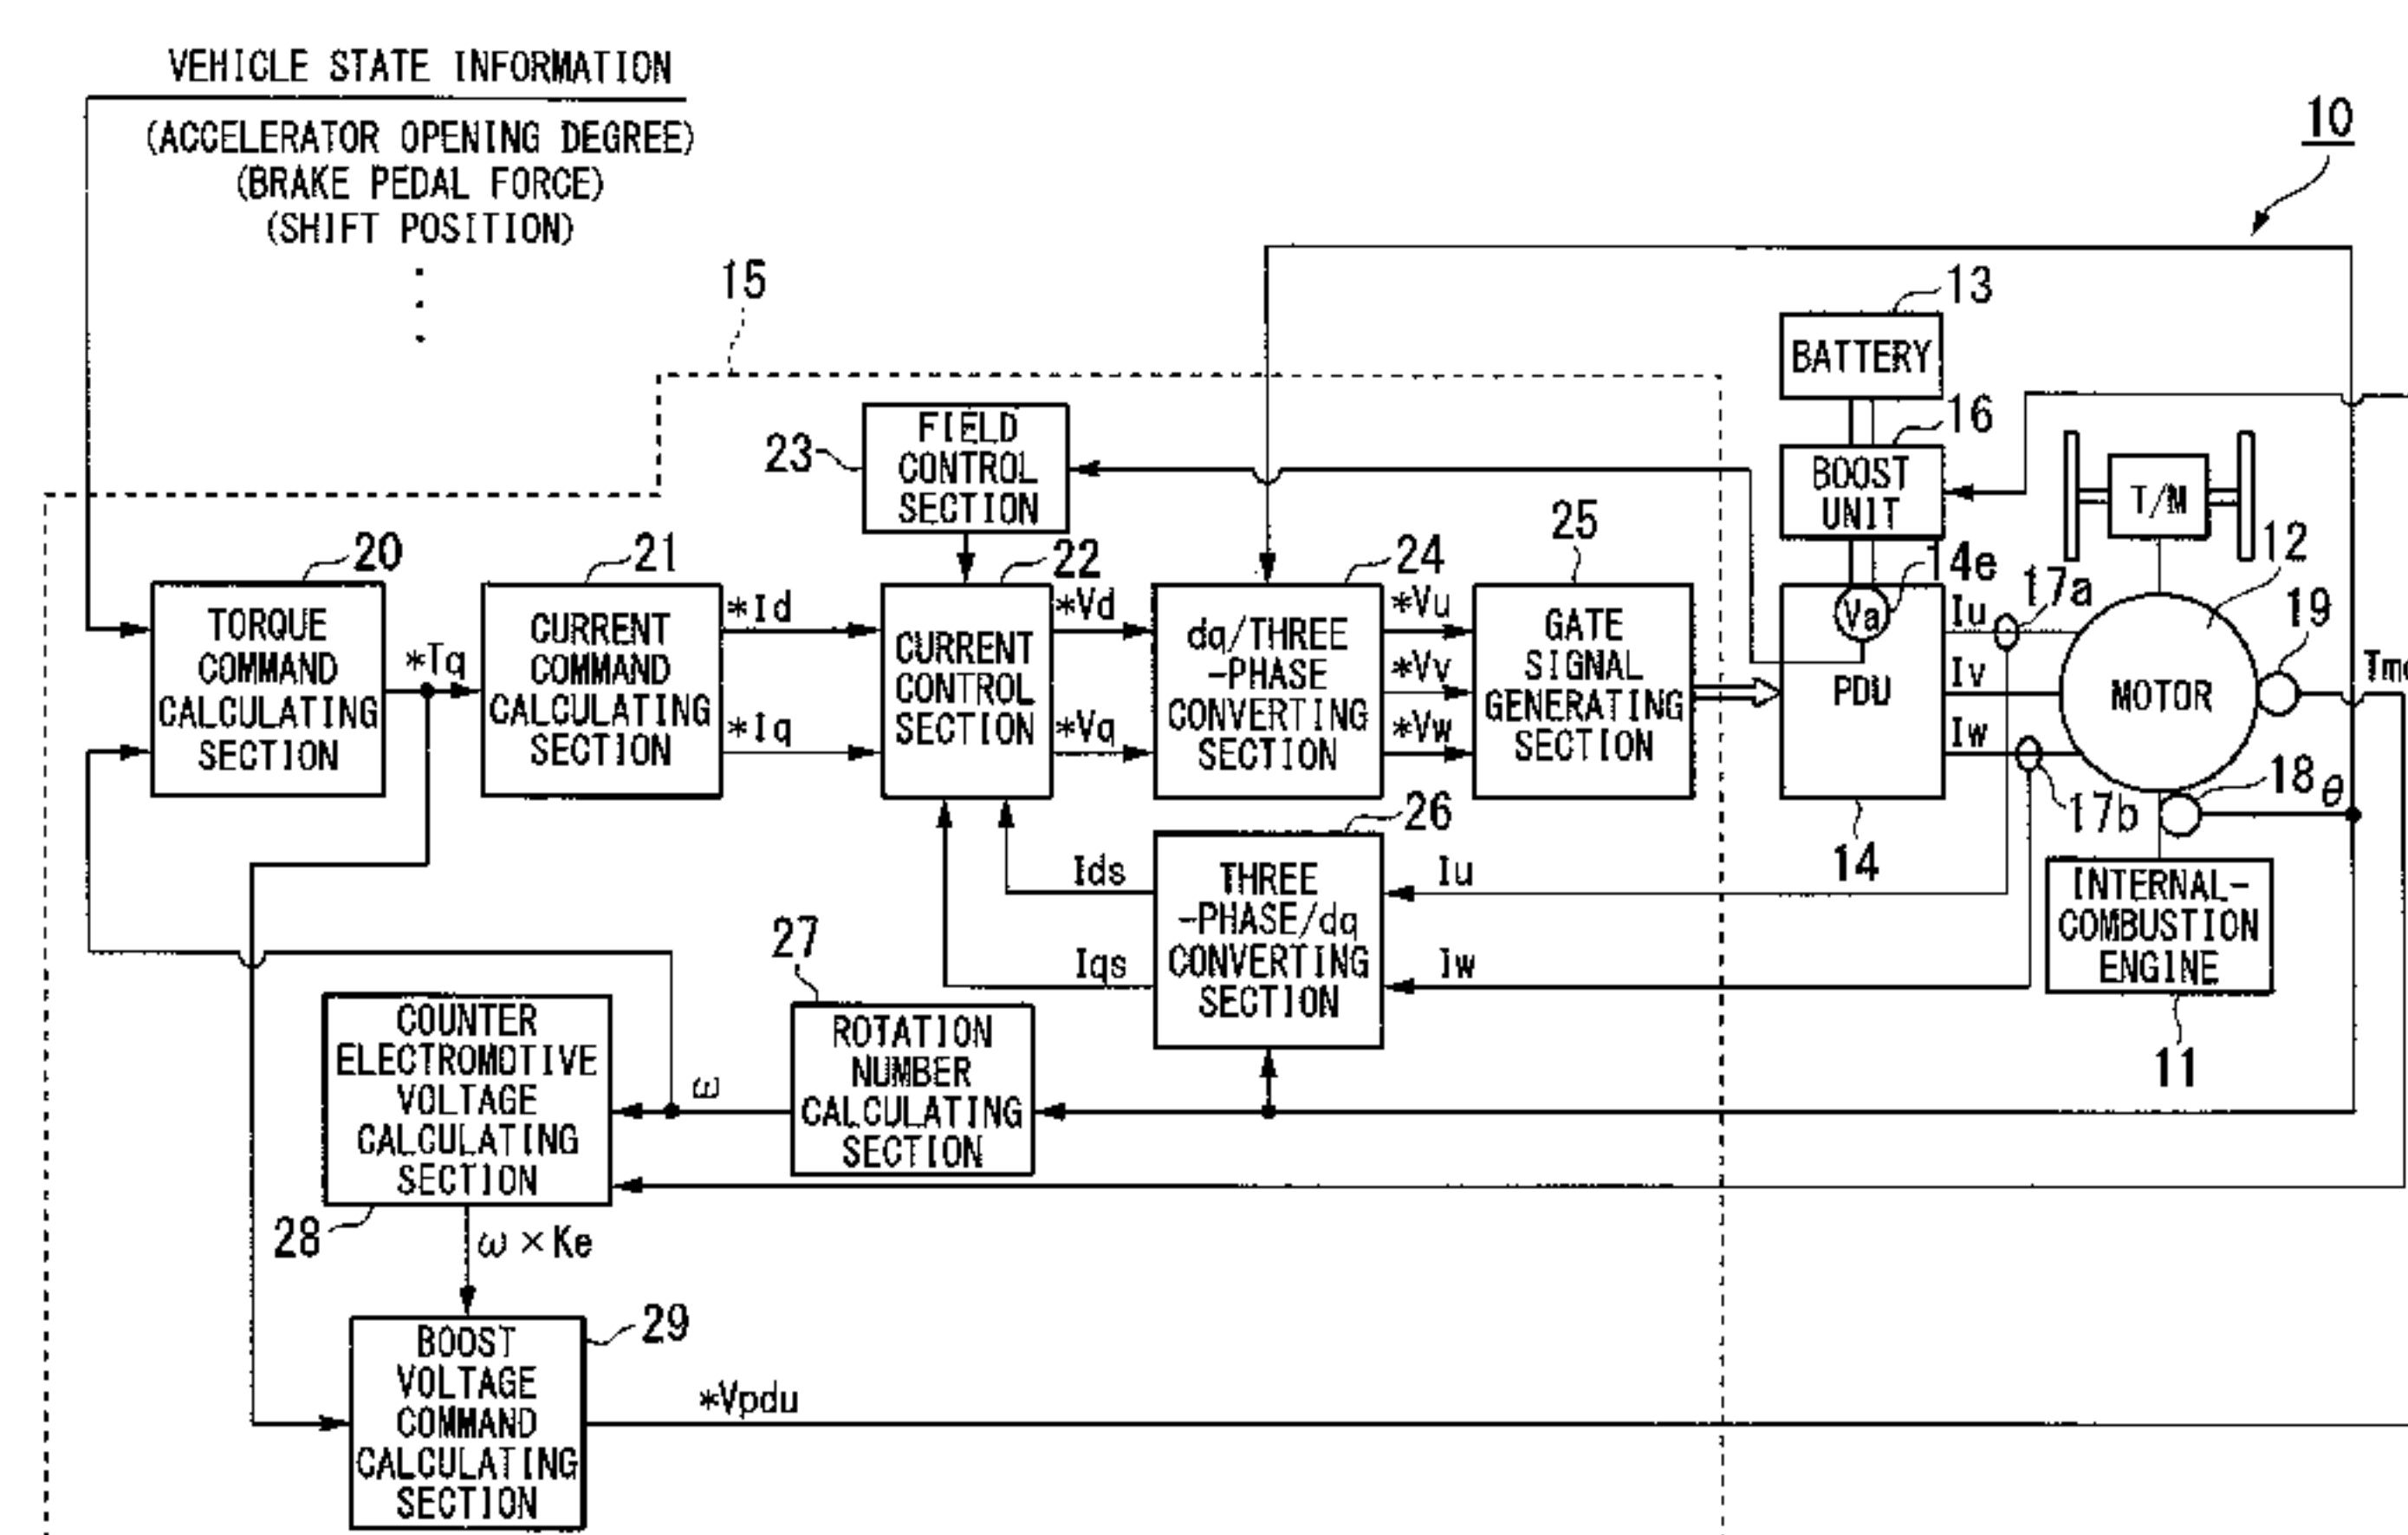 VEHICLE STATE INFORMATION
(ACCELERATOR OPENING DEGREE)
(BRAKE PEDAL FORCE)
(SHIFT POSITION)
10
15
13
BATTERY
16
BOOST
UNIT
T/M
23
FIELD
CONTROL
SECTION
20
TORQUE
COMMAND
CALCULATING
SECTION
*Tq
21
CURRENT
COMMAND
CALCULATING
SECTION
*Id
*Iq
22
CURRENT
CONTROL
SECTION
*Vd
*Vq
24
dq/THREE
-PHASE
CONVERTING
SECTION
*Vu
*Vv
*Vw
25
GATE
SIGNAL
GENERATING
SECTION
14e
Va
PDU
14
Iu
Iv
Iw
17a
17b
12
MOTOR
19
18
θ
INTERNAL-
COMBUSTION
ENGINE
11
26
THREE
-PHASE/dq
CONVERTING
SECTION
Ids
Iqs
Iu
Iw
27
ROTATION
NUMBER
CALCULATING
SECTION
ω
COUNTER
ELECTROMOTIVE
VOLTAGE
CALCULATING
SECTION
28
ω×Ke
29
BOOST
VOLTAGE
COMMAND
CALCULATING
SECTION
*Vpdu